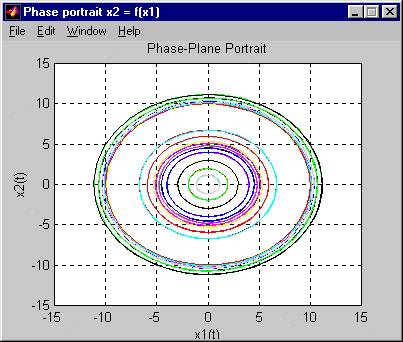 Phase portrait x2 = f(x1)
File Edit Window Help
Phase-Plane Portrait
15
10
5
0
-5
-10
-15
x2(t)
-15 -10 -5 0 5 10 15
x1(t)